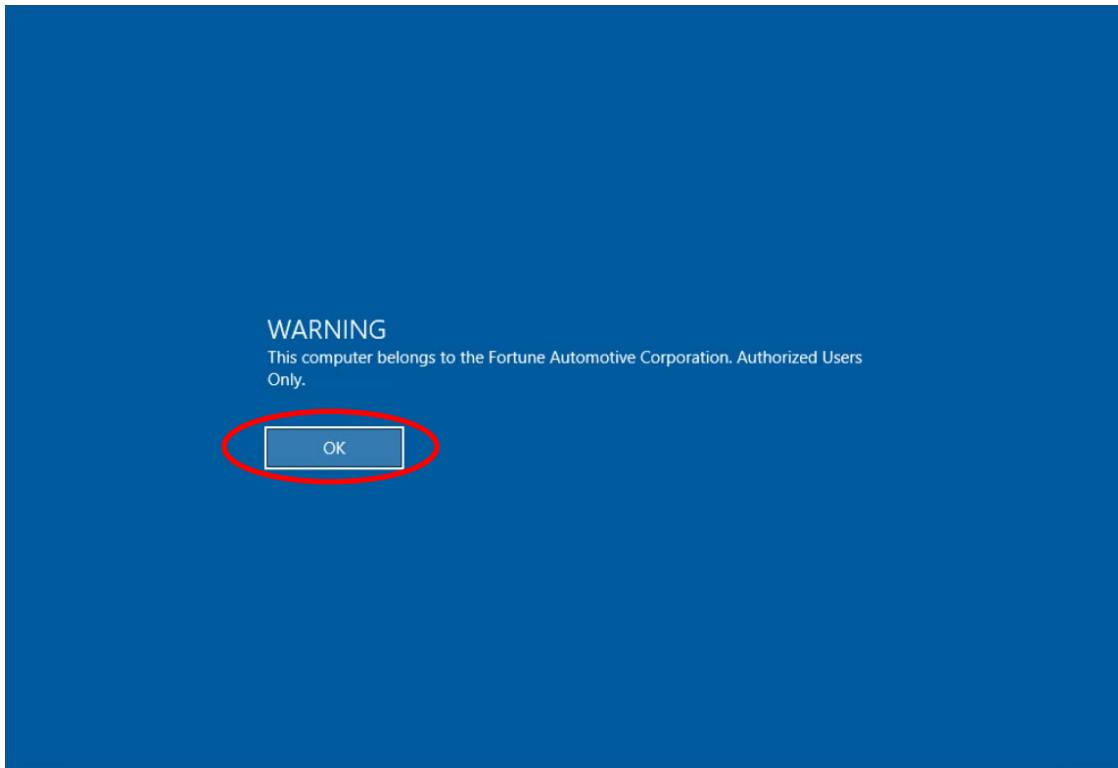 WARNING
This computer belongs to the Fortune Automotive Corporation. Authorized Users
Only.
OK